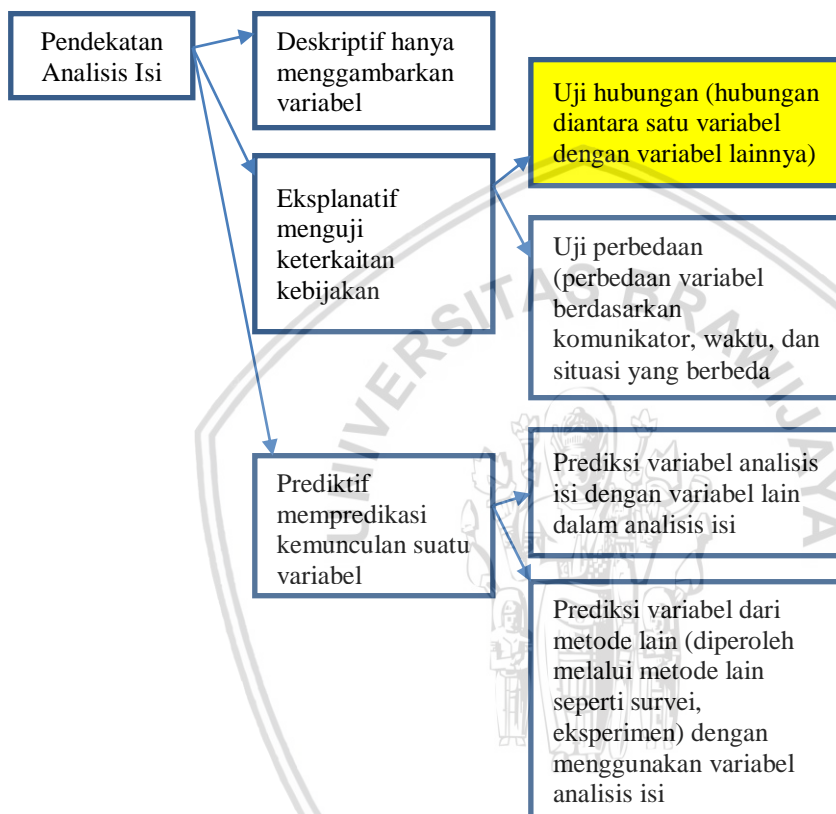 Pendekatan
Analisis Isi
Deskriptif hanya
menggambarkan
variabel
Uji hubungan (hubungan
diantara satu variabel
dengan variabel lainnya)
Eksplanatif
menguji
keterkaitan
kebijakan
Uji perbedaan
(perbedaan variabel
berdasarkan
komunikator, waktu, dan
situasi yang berbeda
Prediktif
mempredikasi
kemunculan suatu
variabel
Prediksi variabel analisis
isi dengan variabel lain
dalam analisis isi
Prediksi variabel dari
metode lain (diperoleh
melalui metode lain
seperti survei,
eksperimen) dengan
menggunakan variabel
analisis isi
UNIVERSITAS BRAWIJAYA